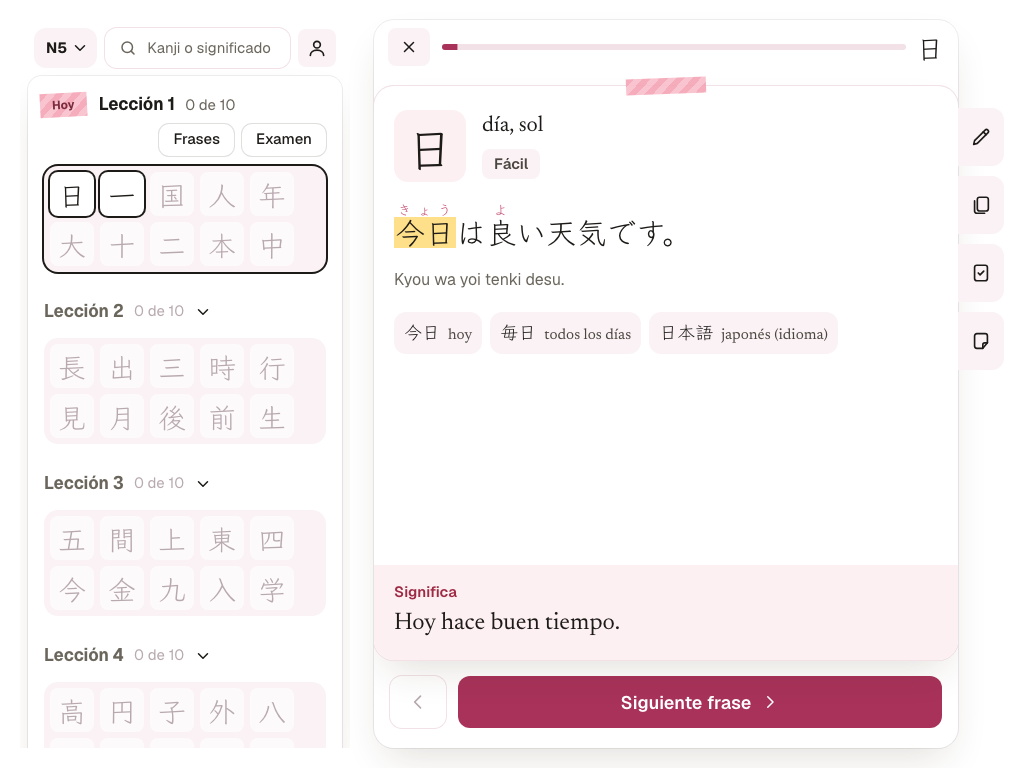 N5
Kanji o significado
Hoy
Lección 1 0 de 10
Frases
Examen
日一国人年
大十二本中
Lección 2 0 de 10
長出三時行
見月後前生
Lección 3 0 de 10
五間上東四
今金九入学
Lección 4 0 de 10
高円子外八
日
日
día, sol
Fácil
きょう よ
今日は良い天気です。
Kyou wa yoi tenki desu.
今日 hoy
毎日 todos los días
日本語 japonés (idioma)
Significa
Hoy hace buen tiempo.
Siguiente frase